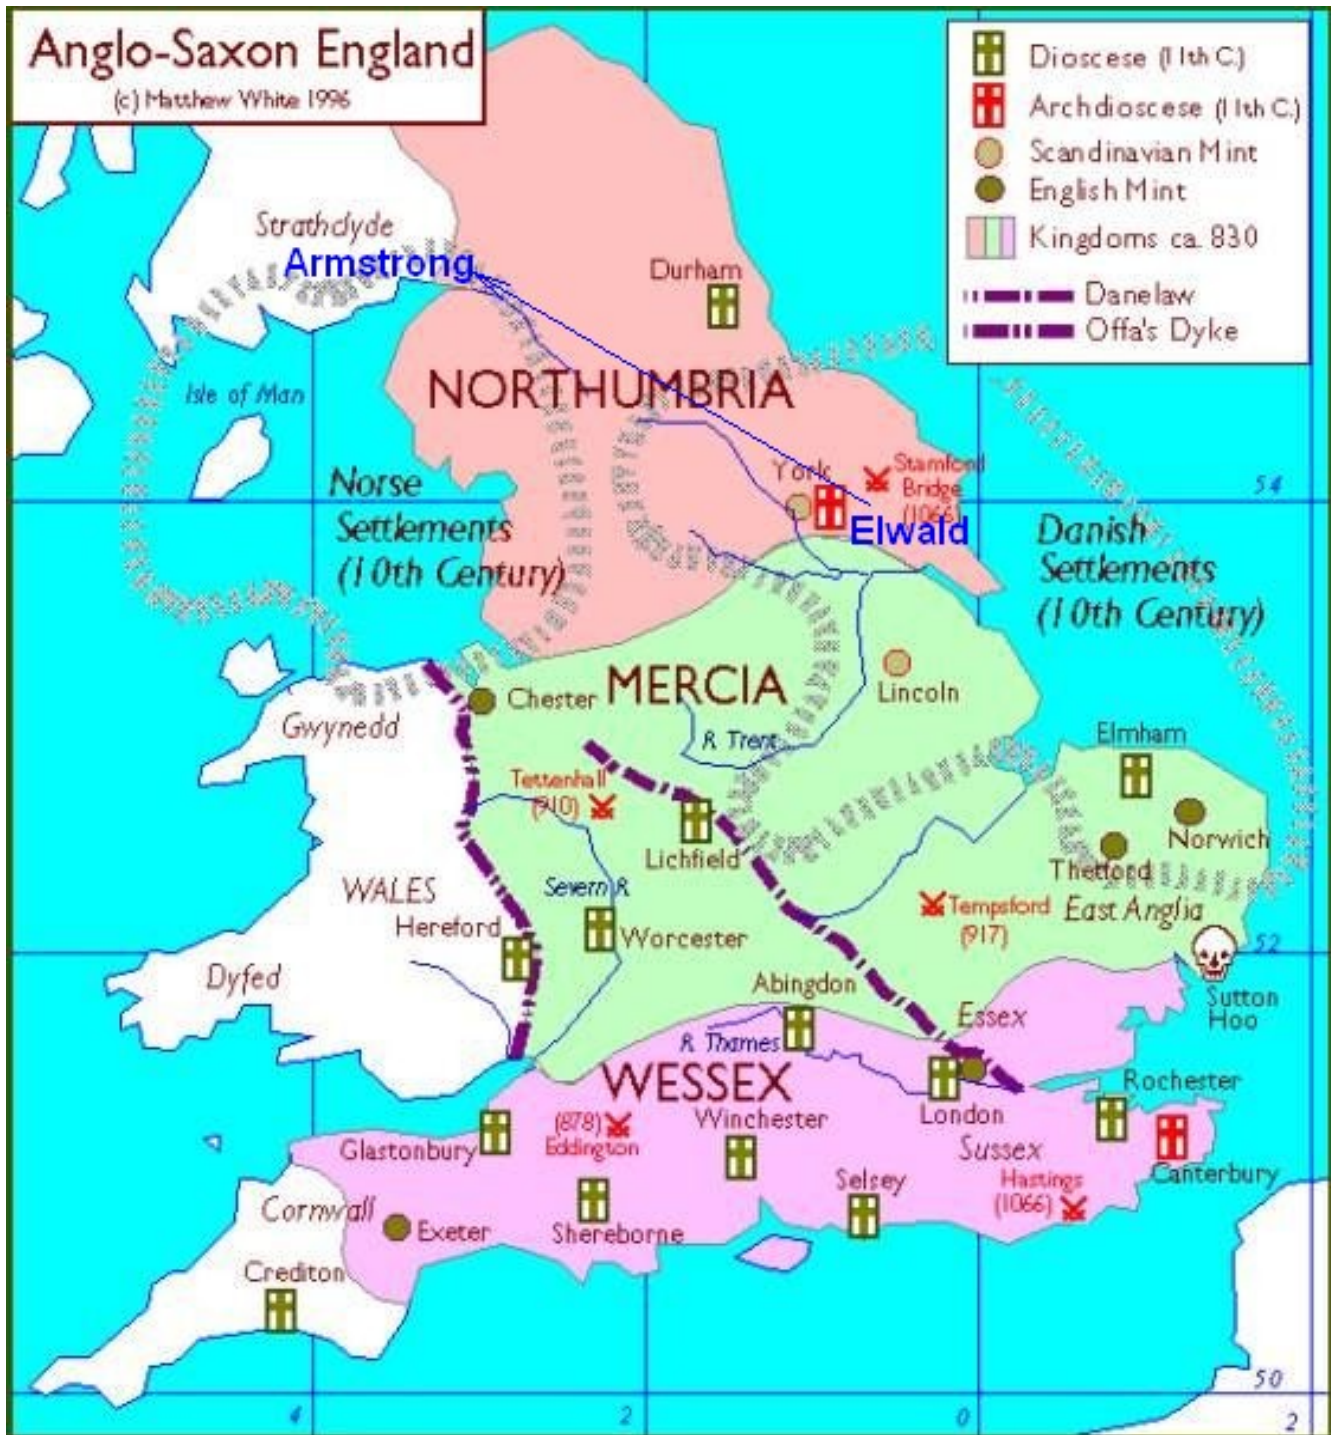 Anglo-Saxon England
(c) Matthew White 1996
Dioscese (11th C.)
Archdioscese (11th C.)
Scandinavian Mint
English Mint
Kingdoms ca. 830
Danelaw
Offa's Dyke
Strathclyde
Armstrong
Durham
NORTHUMBRIA
Isle of Man
York
Stamford
Bridge
(1066)
Elwald
54
Norse
Settlements
(10th Century)
Danish
Settlements
(10th Century)
MERCIA
Chester
Lincoln
Gwynedd
R Trent
Elmham
Tettenhall
(910)
Norwich
Lichfield
Thetford
WALES
Severn R
Tempsford
(917)
East Anglia
Hereford
Worcester
52
Dyfed
Abingdon
Sutton
Hoo
Essex
R Thames
WESSEX
Rochester
London
Winchester
(878)
Eddington
Glastonbury
Sussex
Canterbury
Hastings
(1066)
Selsey
Cornwall
Exeter
Shereborne
Crediton
50
4
2
0
2